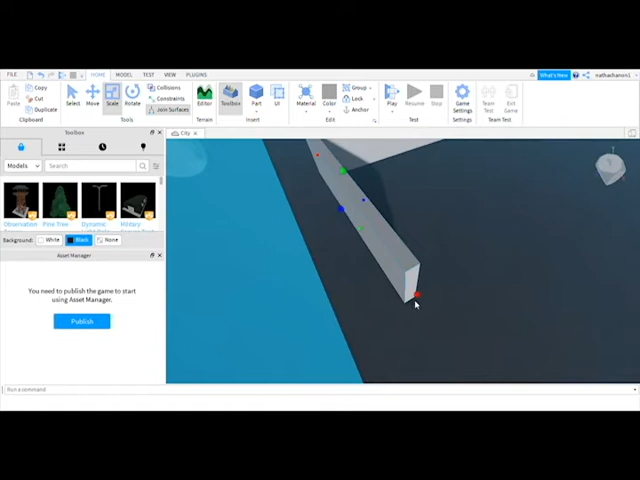 FILE HOME MODEL TEST VIEW PLUGINS What's New nathachanon1
Paste Copy Cut Duplicate Clipboard
Select Move Scale Rotate Collisions Constraints Join Surfaces Tools
Editor Terrain
Toolbox Part UI Insert
Material Color Group Lock Anchor Edit
Play Resume Stop Test
Game Settings Settings
Team Test Exit Game Team Test
Toolbox
City
Models Search
Observation Pine Tree Dynamic Military
Background: White Black None
Asset Manager
You need to publish the game to start
using Asset Manager.
Publish
Run a command